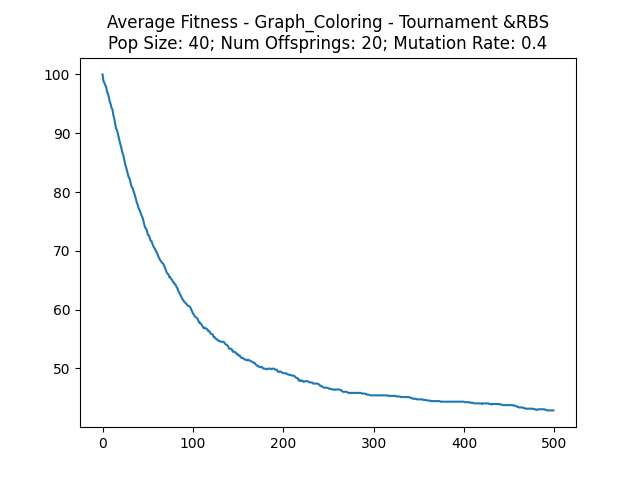 Average Fitness - Graph_Coloring - Tournament &RBS
Pop Size: 40; Num Offsprings: 20; Mutation Rate: 0.4
100
90
80
70
60
50
0 100 200 300 400 500